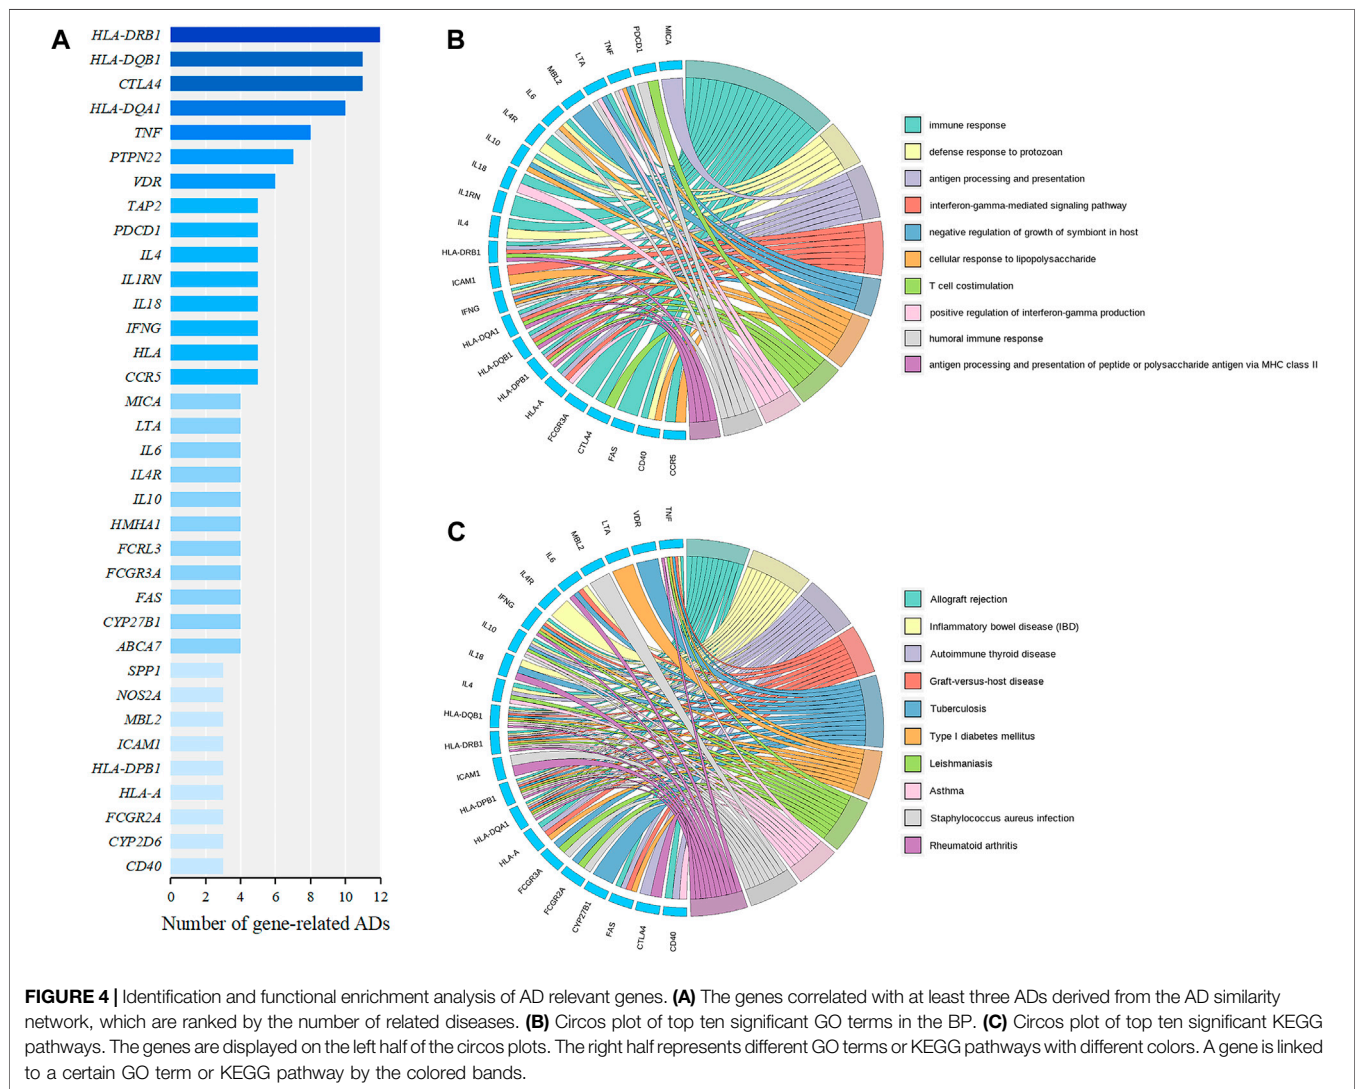 A
HLA-DRB1
HLA-DQB1
CTLA4
HLA-DQA1
TNF
PTPN22
VDR
TAP2
PDCD1
IL4
IL1RN
IL18
IFNG
HLA
CCR5
MICA
LTA
IL6
IL4R
IL10
HMHA1
FCRL3
FCGR3A
FAS
CYP27B1
ABCA7
SPP1
NOS2A
MBL2
ICAM1
HLA-DPB1
HLA-A
FCGR2A
CYP2D6
CD40
0 2 4 6 8 10 12
Number of gene-related ADs
B
MICA
PDCD1
TNF
LTA
MBL2
IL6
IL4R
IL10
IL18
IL1RN
IL4
HLA-DRB1
ICAM1
IFNG
HLA-DQA1
HLA-DQB1
HLA-DPB1
HLA-A
FCGR3A
CTLA4
FAS
CD40
CCR5
immune response
defense response to protozoan
antigen processing and presentation
interferon-gamma-mediated signaling pathway
negative regulation of growth of symbiont in host
cellular response to lipopolysaccharide
T cell costimulation
positive regulation of interferon-gamma production
humoral immune response
antigen processing and presentation of peptide or polysaccharide antigen via MHC class II
C
TNF
VDR
LTA
MBL2
IL6
IL4R
IFNG
IL10
IL18
IL4
HLA-DQB1
HLA-DRB1
ICAM1
HLA-DPB1
HLA-DQA1
HLA-A
FCGR3A
FCGR2A
CYP27B1
FAS
CTLA4
CD40
Allograft rejection
Inflammatory bowel disease (IBD)
Autoimmune thyroid disease
Graft-versus-host disease
Tuberculosis
Type I diabetes mellitus
Leishmaniasis
Asthma
Staphylococcus aureus infection
Rheumatoid arthritis
FIGURE 4 | Identification and functional enrichment analysis of AD relevant genes. (A) The genes correlated with at least three ADs derived from the AD similarity
network, which are ranked by the number of related diseases. (B) Circos plot of top ten significant GO terms in the BP. (C) Circos plot of top ten significant KEGG
pathways. The genes are displayed on the left half of the circos plots. The right half represents different GO terms or KEGG pathways with different colors. A gene is linked
to a certain GO term or KEGG pathway by the colored bands.